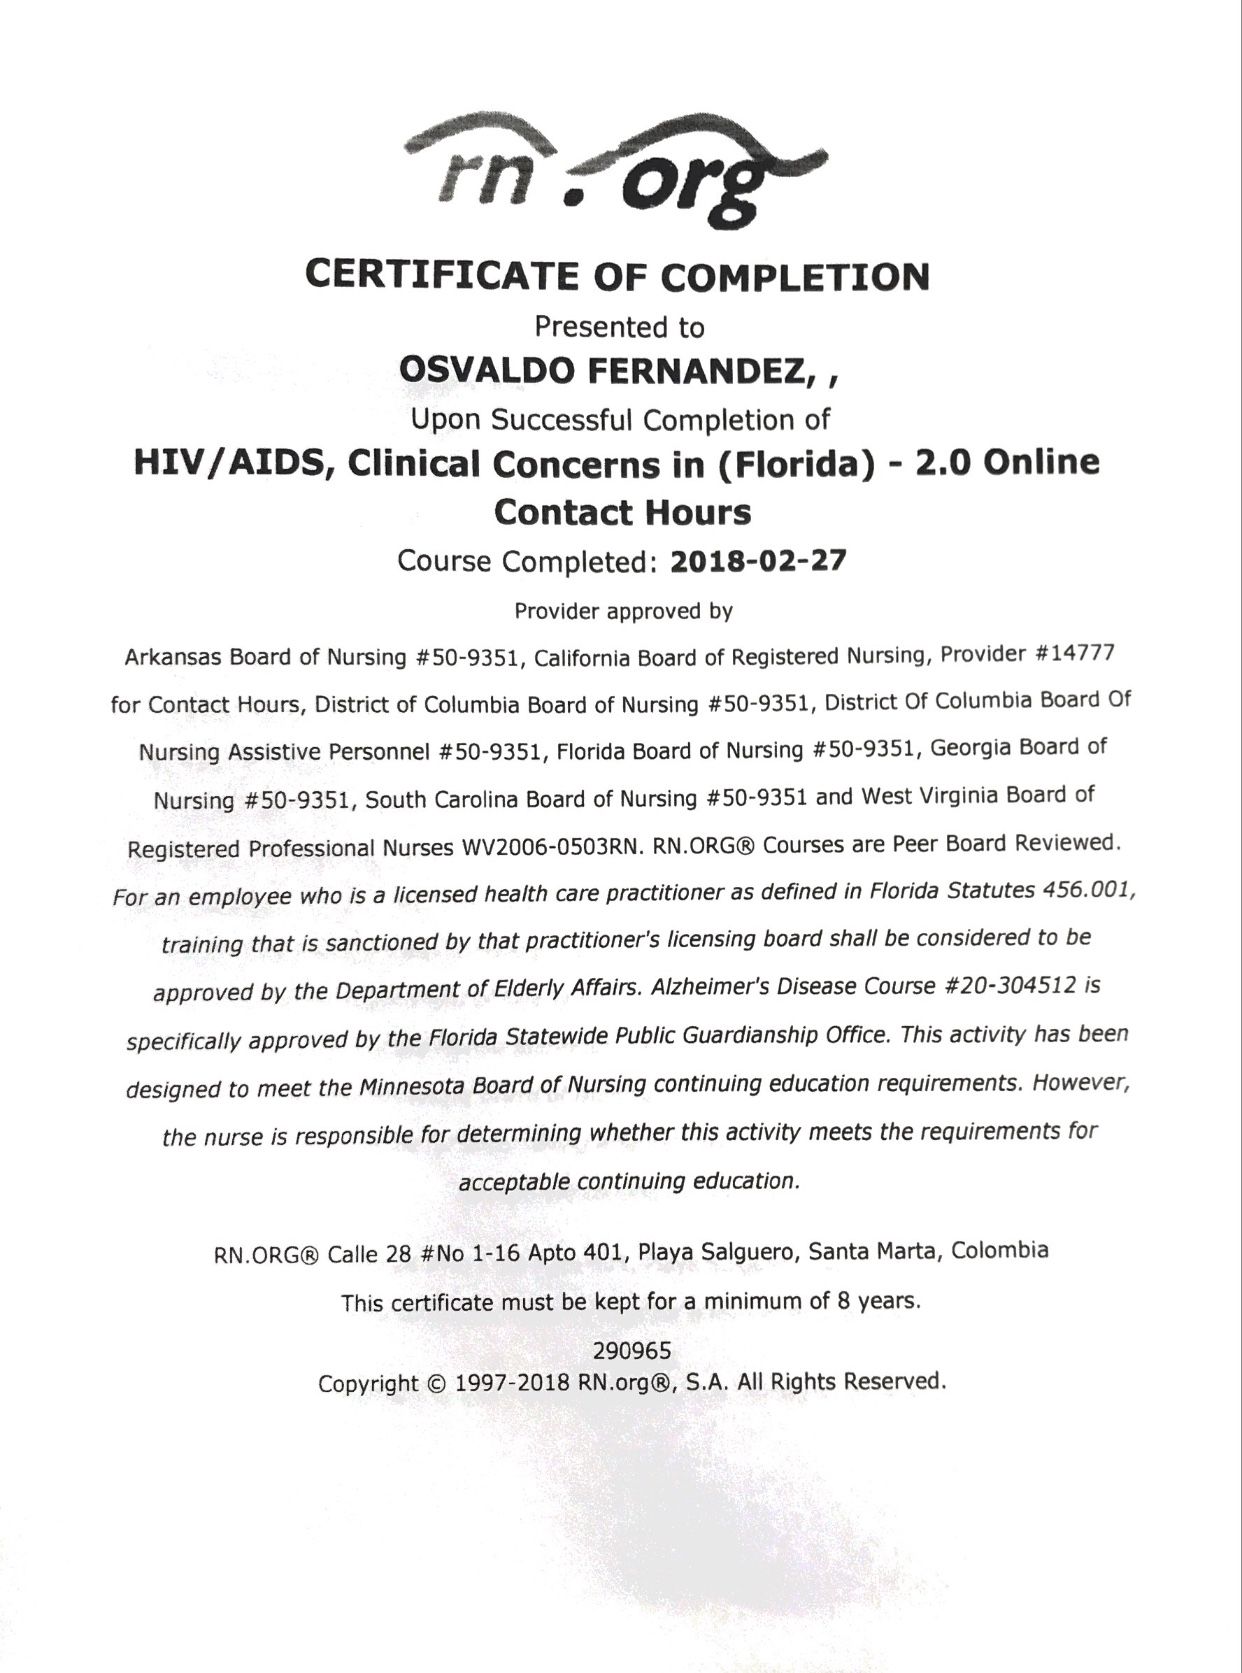 rn.org
CERTIFICATE OF COMPLETION
Presented to
OSVALDO FERNANDEZ, ,
Upon Successful Completion of
HIV/AIDS, Clinical Concerns in (Florida) - 2.0 Online
Contact Hours
Course Completed: 2018-02-27
Provider approved by
Arkansas Board of Nursing #50-9351, California Board of Registered Nursing, Provider #14777
for Contact Hours, District of Columbia Board of Nursing #50-9351, District Of Columbia Board Of
Nursing Assistive Personnel #50-9351, Florida Board of Nursing #50-9351, Georgia Board of
Nursing #50-9351, South Carolina Board of Nursing #50-9351 and West Virginia Board of
Registered Professional Nurses WV2006-0503RN. RN.ORG® Courses are Peer Board Reviewed.
For an employee who is a licensed health care practitioner as defined in Florida Statutes 456.001,
training that is sanctioned by that practitioner's licensing board shall be considered to be
approved by the Department of Elderly Affairs. Alzheimer's Disease Course #20-304512 is
specifically approved by the Florida Statewide Public Guardianship Office. This activity has been
designed to meet the Minnesota Board of Nursing continuing education requirements. However,
the nurse is responsible for determining whether this activity meets the requirements for
acceptable continuing education.
RN.ORG® Calle 28 #No 1-16 Apto 401, Playa Salguero, Santa Marta, Colombia
This certificate must be kept for a minimum of 8 years.
290965
Copyright © 1997-2018 RN.org®, S.A. All Rights Reserved.